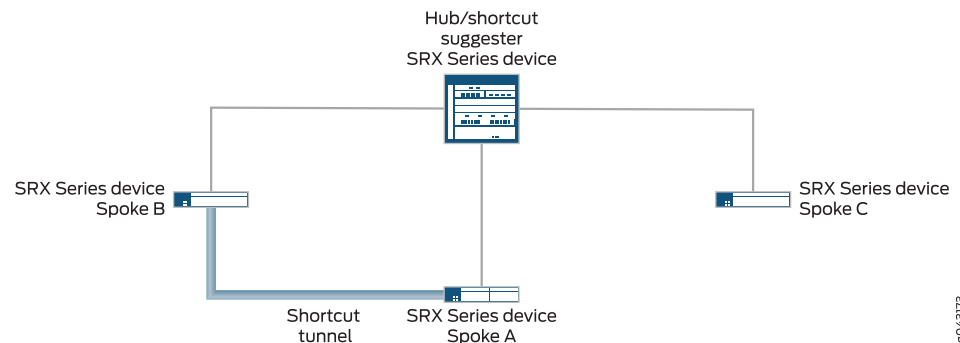 Hub/shortcut
suggester
SRX Series device
SRX Series device
Spoke B
SRX Series device
Spoke C
Shortcut
tunnel
SRX Series device
Spoke A